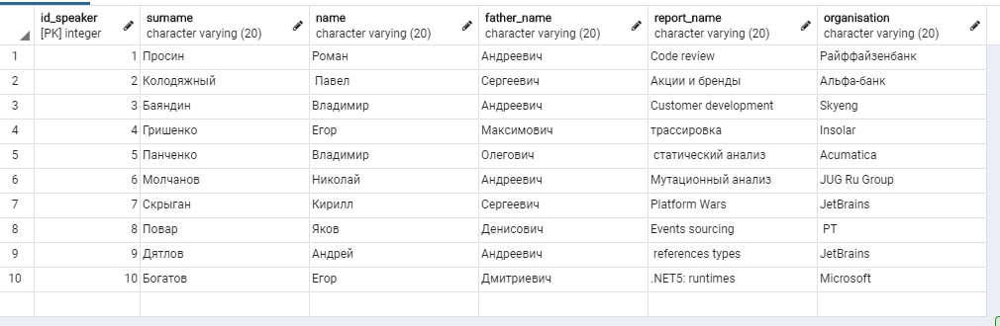 id_speaker surname name father_name report_name organisation
[PK] integer character varying (20) character varying (20) character varying (20) character varying (20) character varying (20)
1 1 Просин Роман Андреевич Code review Райффайзенбанк
2 2 Колодяжный Павел Сергеевич Акции и бренды Альфа-банк
3 3 Баяндин Владимир Андреевич Customer development Skyeng
4 4 Гришенко Егор Максимович трассировка Insolar
5 5 Панченко Владимир Олегович статический анализ Acumatica
6 6 Молчанов Николай Андреевич Мутационный анализ JUG Ru Group
7 7 Скрыган Кирилл Сергеевич Platform Wars JetBrains
8 8 Повар Яков Денисович Events sourcing PT
9 9 Дятлов Андрей Андреевич references types JetBrains
10 10 Богатов Егор Дмитриевич .NET5: runtimes Microsoft